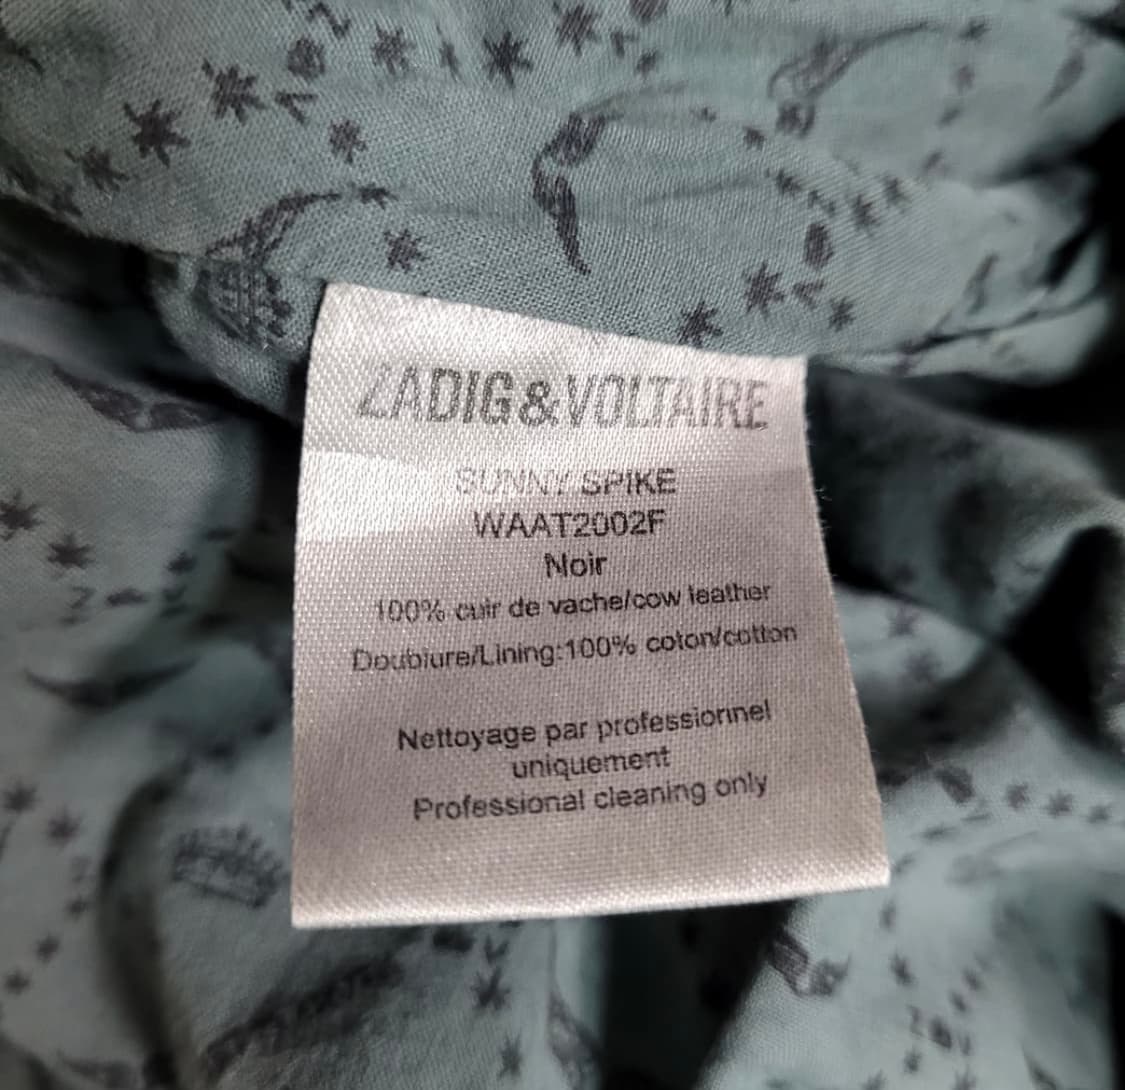 ZADIG&VOLTAIRE
SUNNY SPIKE
WAAT2002F
Noir
100% cuir de vache/cow leather
Doublure/Lining:100% coton/cotton
Nettoyage par professionnel
uniquement
Professional cleaning only